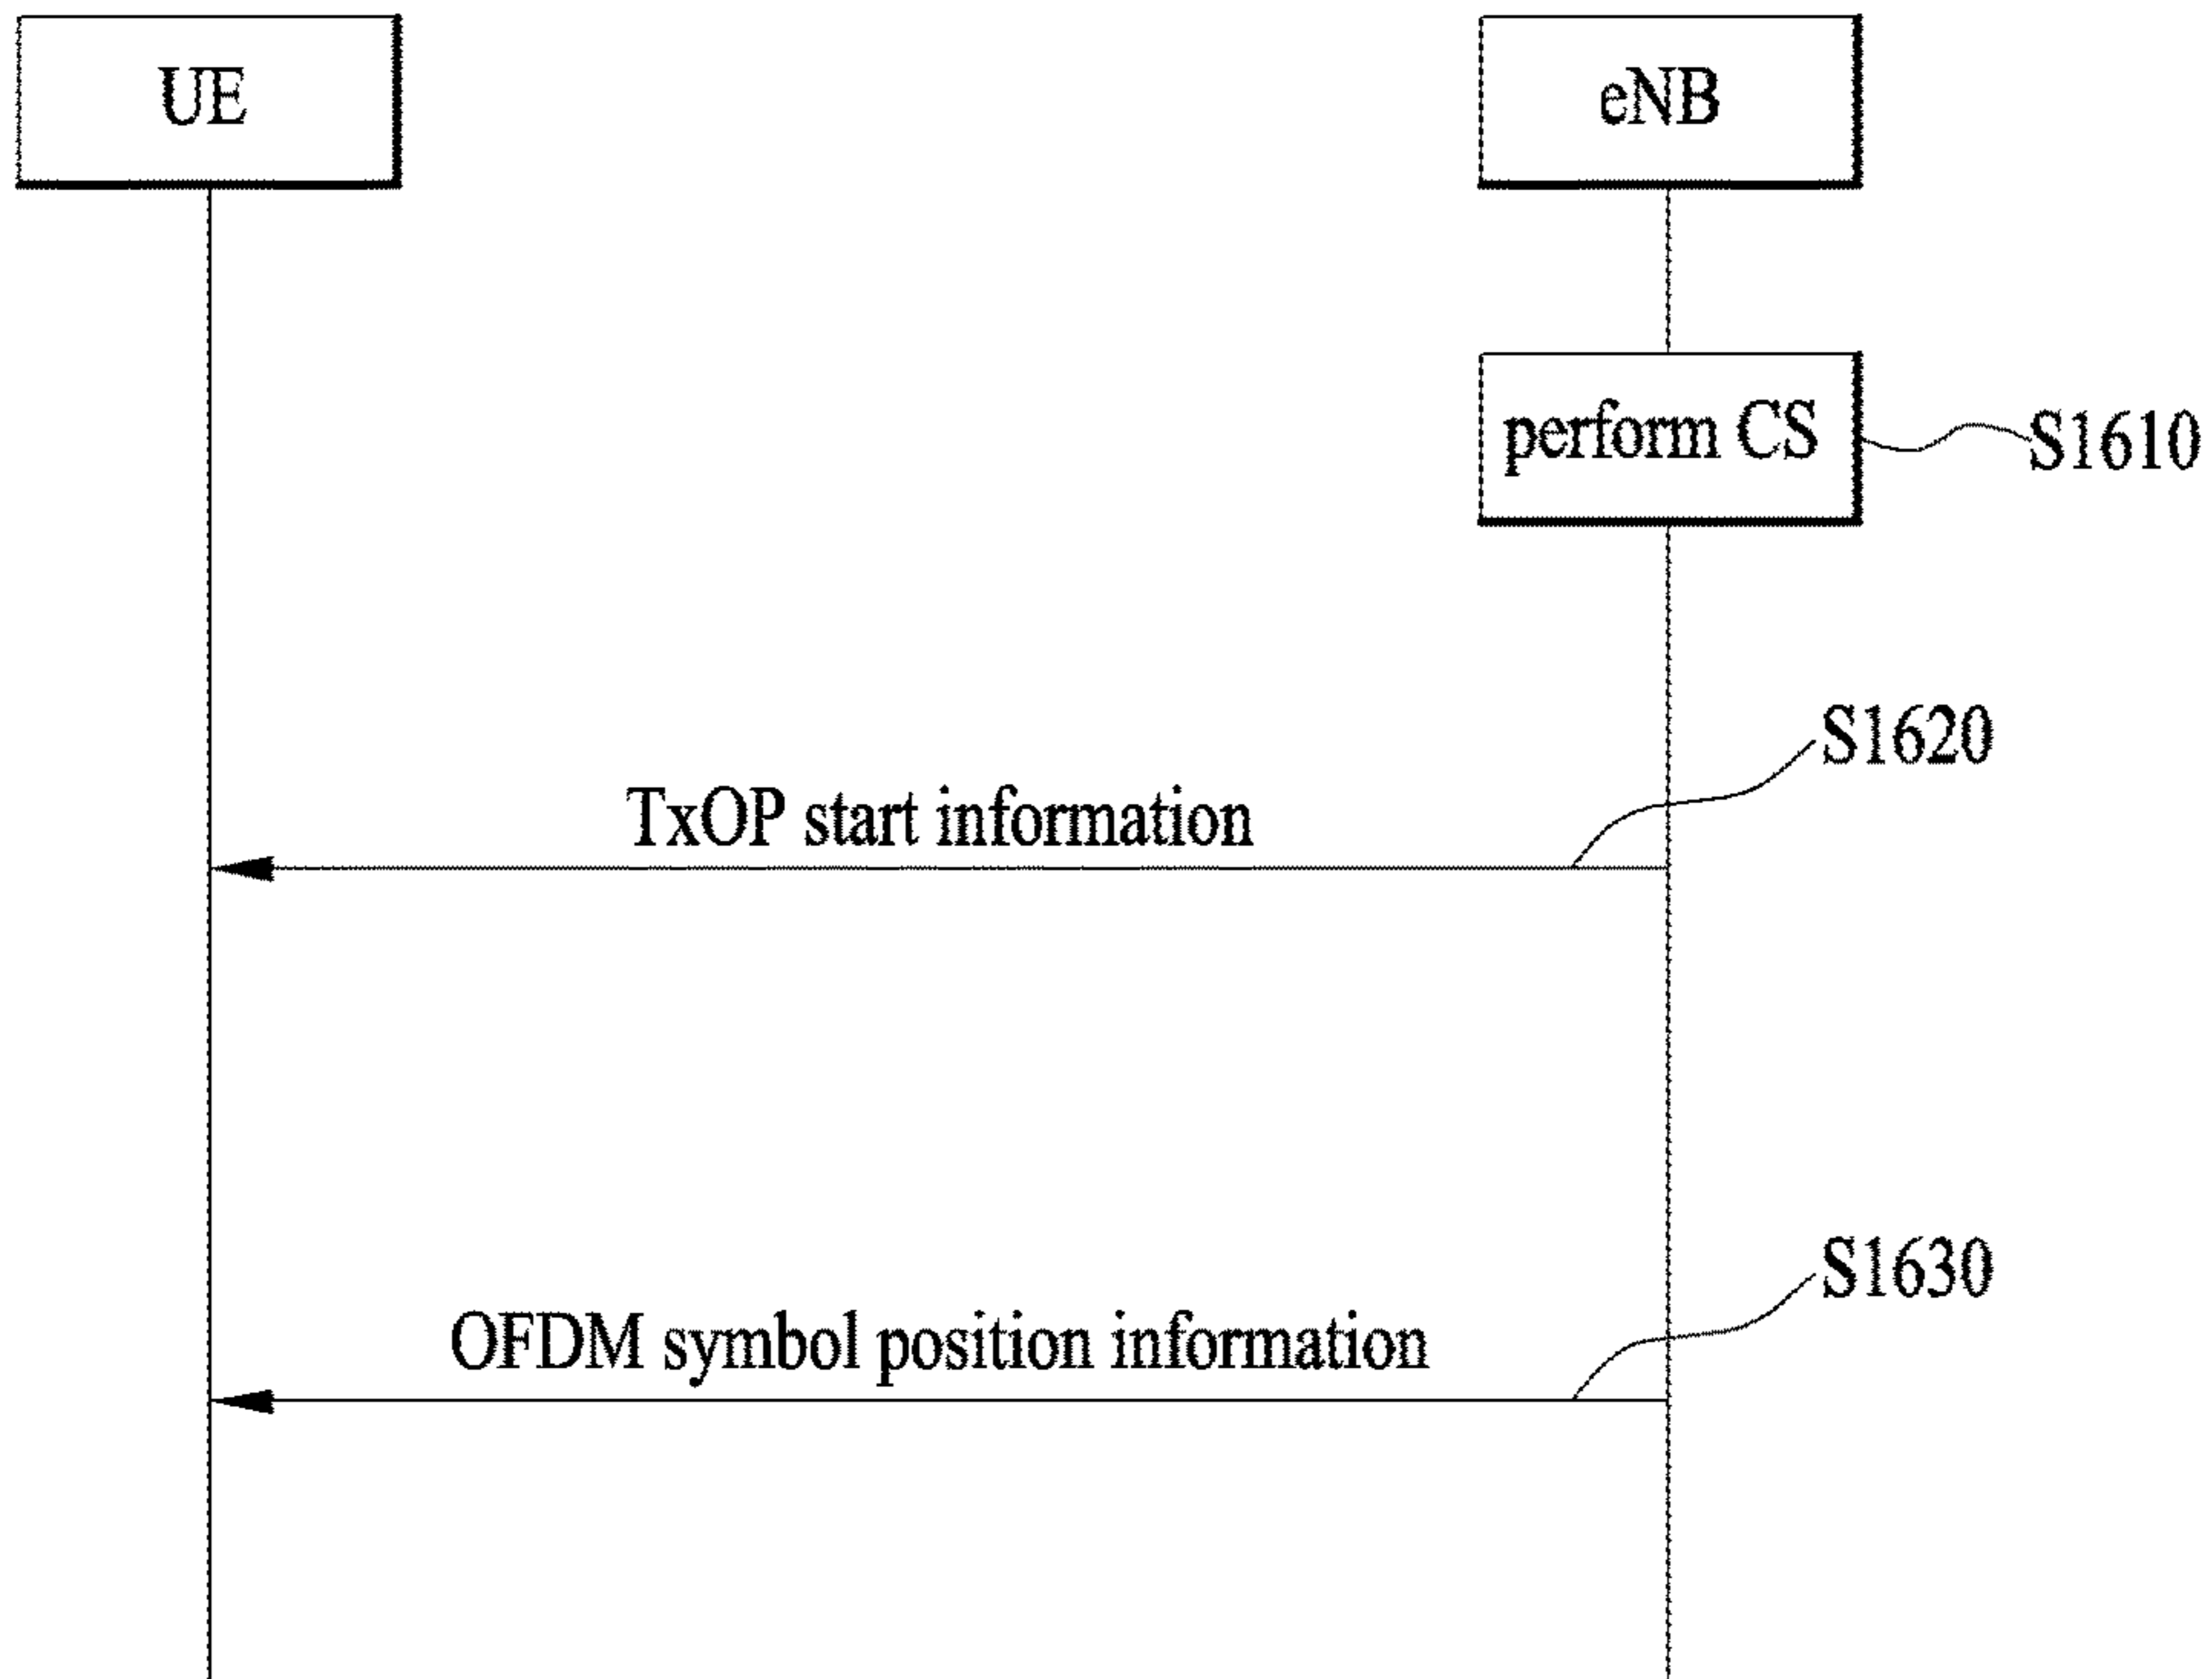 UE
eNB
perform CS
S1610
S1620
TxOP start information
S1630
OFDM symbol position information